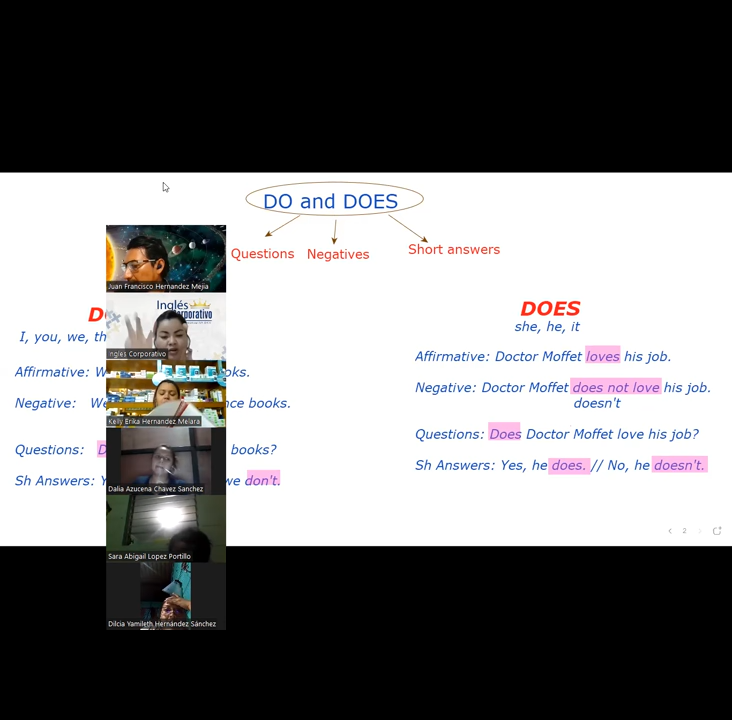 DO and DOES
Questions
Negatives
Short answers
I, you, we, th
Affirmative: W
oks.
Negative: We
nce books.
Questions: D
books?
Sh Answers: Y
we don't.
DOES
she, he, it
Affirmative: Doctor Moffet loves his job.
Negative: Doctor Moffet does not love his job.
doesn't
Questions: Does Doctor Moffet love his job?
Sh Answers: Yes, he does. // No, he doesn't.
2
Juan Francisco Hernandez Mejia
Inglés
Corporativo
Ingles Corporativo
Kelly Erika Hernandez Melara
Dalia Azucena Chavez Sanchez
Sara Abigail Lopez Portillo
Dilcia Yamileth Hernández Sánchez